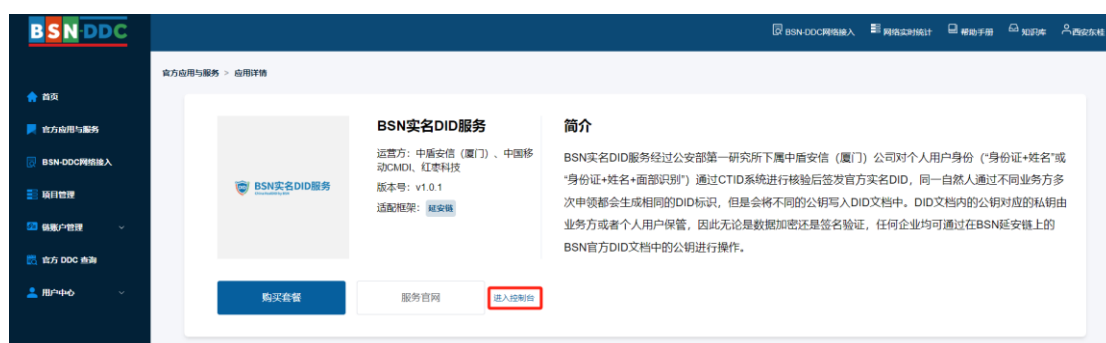 BSN·DDC
BSN-DDC网络接入
网络实时统计
帮助手册
知识库
西安东桂
官方应用与服务 > 应用详情
首页
官方应用与服务
BSN-DDC网络接入
项目管理
链账户管理
官方 DDC 查询
用户中心
BSN实名DID服务
BSN实名DID服务
运营方：中盾安信（厦门）、中国移
动CMDI、红枣科技
版本号：v1.0.1
适配框架：延安链
简介
BSN实名DID服务经过公安部第一研究所下属中盾安信（厦门）公司对个人用户身份（“身份证+姓名”或
“身份证+姓名+面部识别”）通过CTID系统进行核验后签发官方实名DID，同一自然人通过不同业务方多
次申领都会生成相同的DID标识，但是会将不同的公钥写入DID文档中。DID文档内的公钥对应的私钥由
业务方或者个人用户保管，因此无论是数据加密还是签名验证，任何企业均可通过在BSN延安链上的
BSN官方DID文档中的公钥进行操作。
购买套餐
服务官网
进入控制台